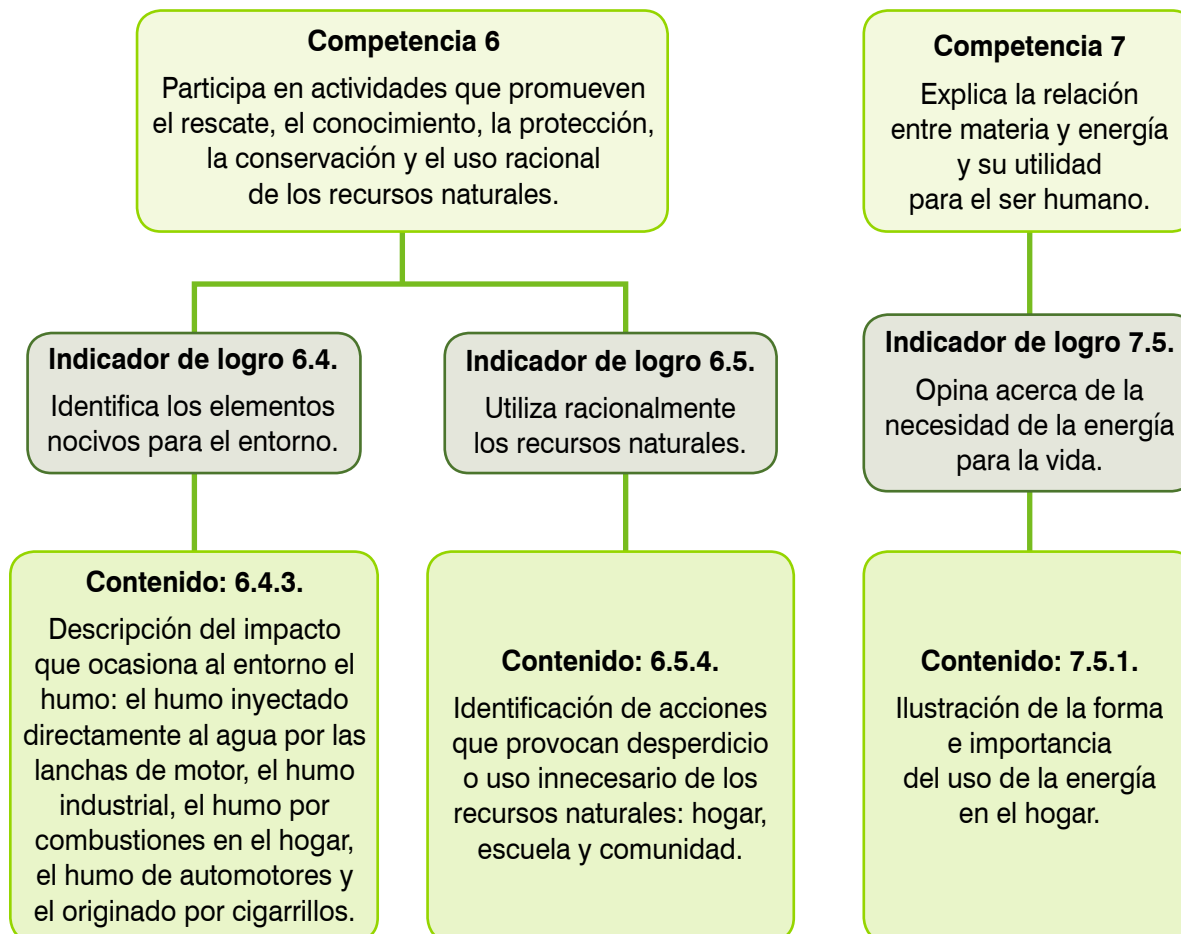 Competencia 6
Participa en actividades que promueven
el rescate, el conocimiento, la protección,
la conservación y el uso racional
de los recursos naturales.
Competencia 7
Explica la relación
entre materia y energía
y su utilidad
para el ser humano.
Indicador de logro 6.4.
Identifica los elementos
nocivos para el entorno.
Indicador de logro 6.5.
Utiliza racionalmente
los recursos naturales.
Indicador de logro 7.5.
Opina acerca de la
necesidad de la energía
para la vida.
Contenido: 6.4.3.
Descripción del impacto
que ocasiona al entorno el
humo: el humo inyectado
directamente al agua por las
lanchas de motor, el humo
industrial, el humo por
combustiones en el hogar,
el humo de automotores y
el originado por cigarrillos.
Contenido: 6.5.4.
Identificación de acciones
que provocan desperdicio
o uso innecesario de los
recursos naturales: hogar,
escuela y comunidad.
Contenido: 7.5.1.
Ilustración de la forma
e importancia
del uso de la energía
en el hogar.